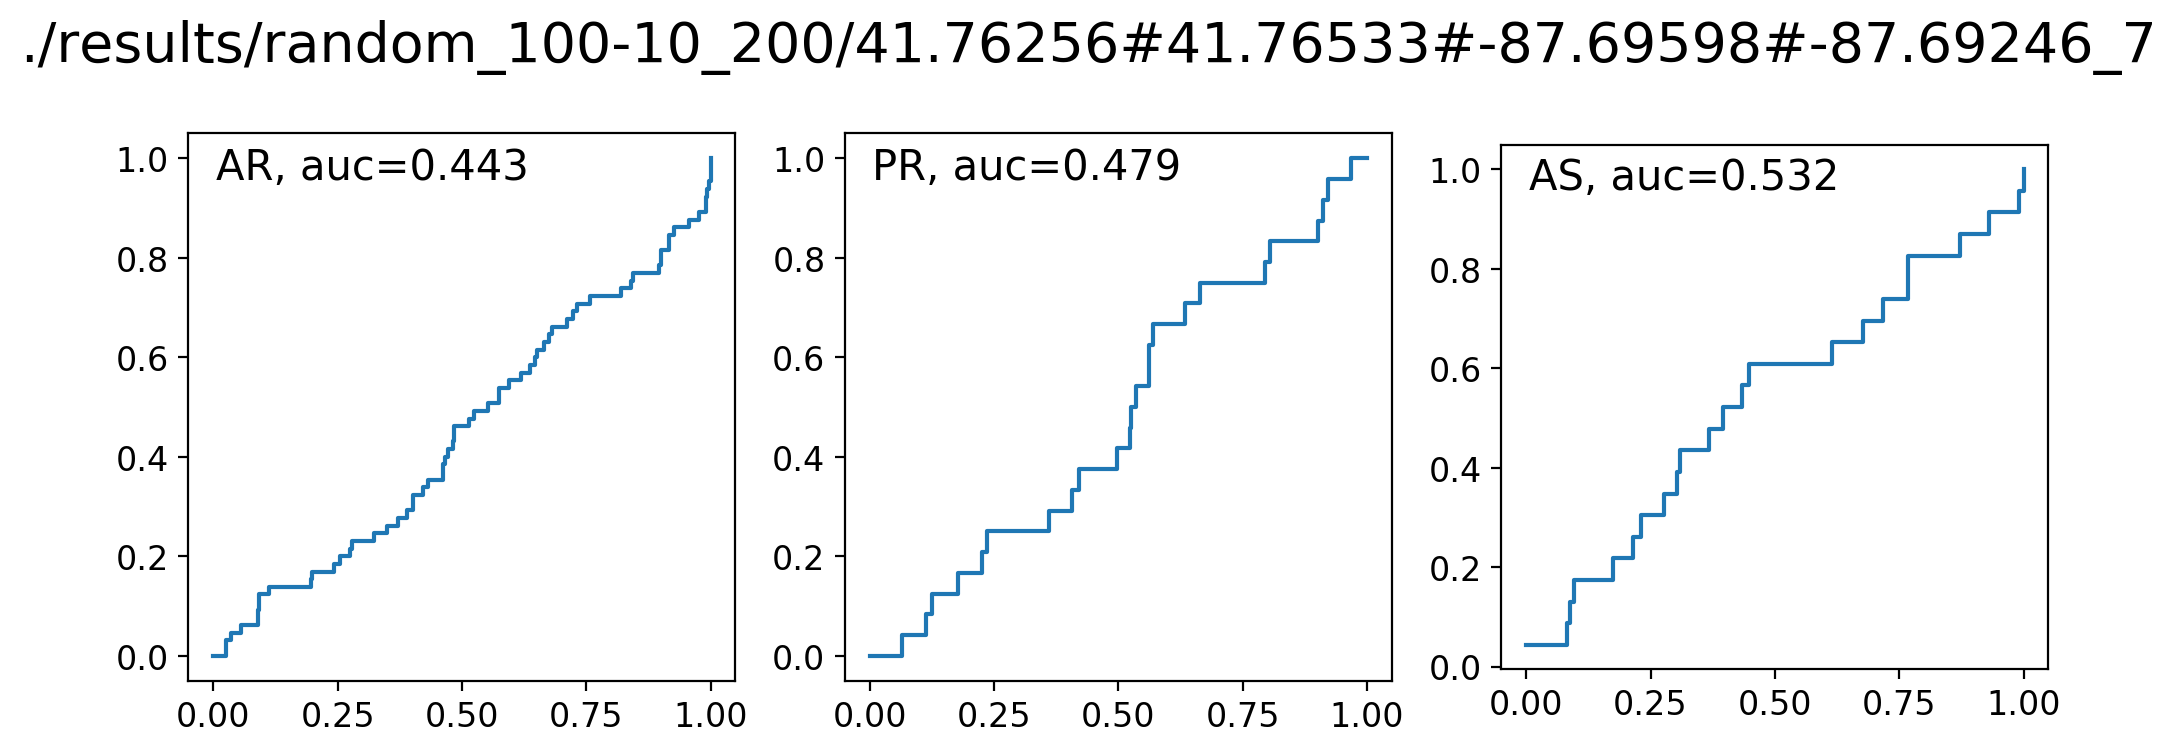 ./results/random_100-10_200/41.76256#41.76533#-87.69598#-87.69246_7
AR, auc=0.443
1.0
0.8
0.6
0.4
0.2
0.0
0.00 0.25 0.50 0.75 1.00
PR, auc=0.479
1.0
0.8
0.6
0.4
0.2
0.0
0.00 0.25 0.50 0.75 1.00
AS, auc=0.532
1.0
0.8
0.6
0.4
0.2
0.0
0.00 0.25 0.50 0.75 1.00